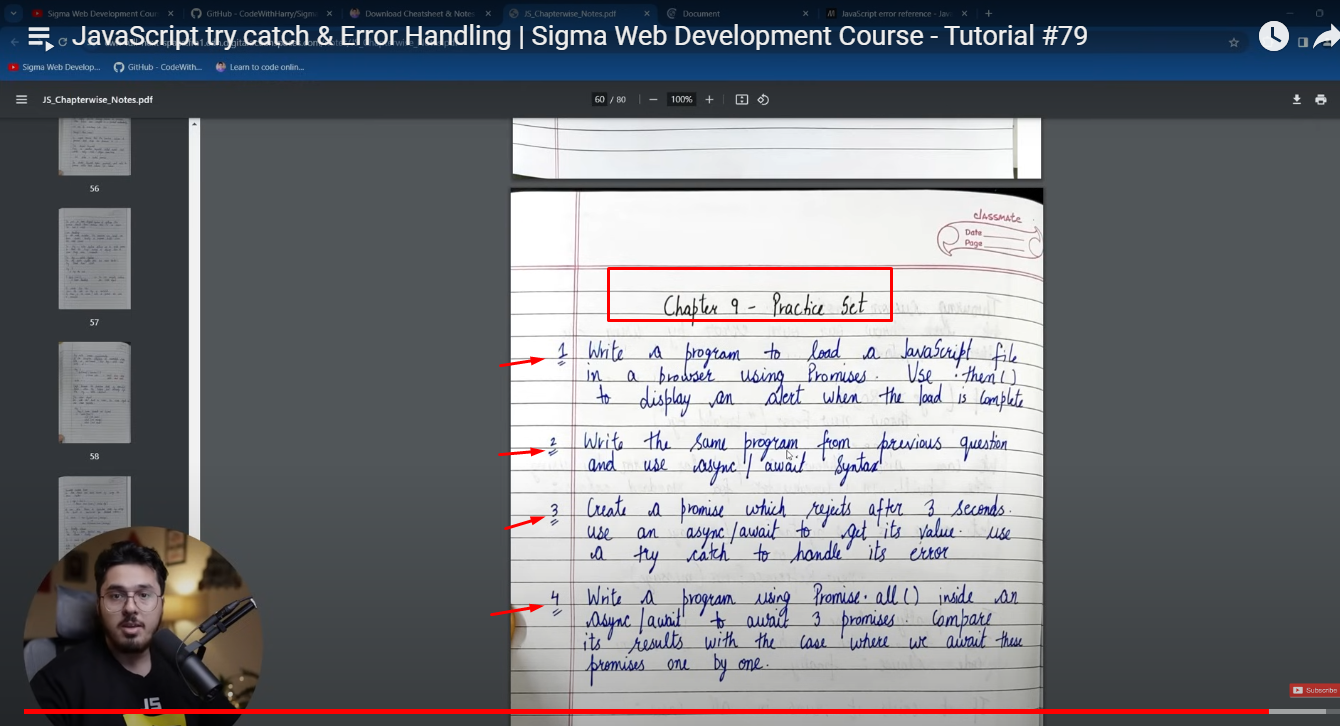 Sigma Web Development Cour
GitHub - CodeWithHarry/Sigm
Download Cheatsheet & Notes
JS_Chapterwise_Notes.pdf
Document
JavaScript error reference - Jav
JavaScript try catch & Error Handling | Sigma Web Development Course - Tutorial #79
Sigma Web Develop...
GitHub - CodeWith...
Learn to code onlin...
JS_Chapterwise_Notes.pdf
60 / 80
100%
56
57
58
classmate
Date
Page
Chapter 9 - Practice Set
1 Write a program to load a JavaScript file
in a browser using Promises. Use .then()
to display an alert when the load is complete
2 Write the same program from previous question
and use async/await syntax
3 Create a promise which rejects after 3 seconds.
use an async/await to get its value. use
a try catch to handle its error
4 Write a program using Promise.all() inside an
async/await to await 3 promises. Compare
its results with the case where we await these
promises one by one.
JS
Subscribe